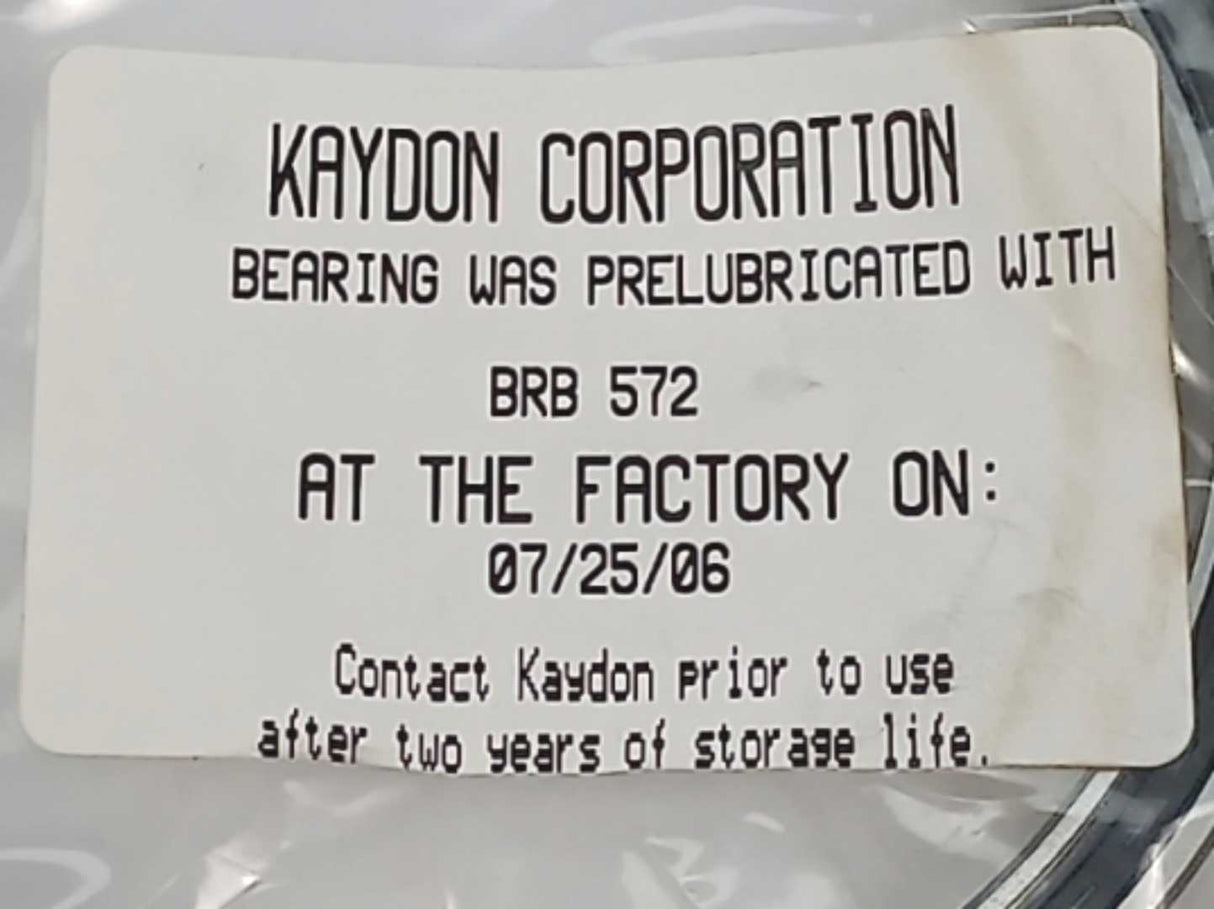 KAYDON CORPORATION
BEARING WAS PRELUBRICATED WITH
BRB 572
AT THE FACTORY ON:
07/25/06
Contact Kaydon prior to use
after two years of storage life.